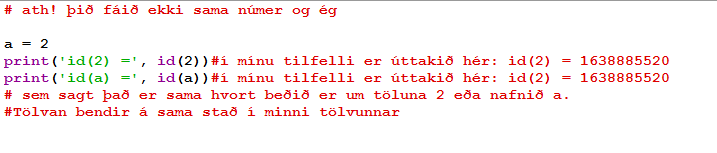 # ath! þið fáið ekki sama númer og ég
a = 2
print('id(2) =', id(2))#í mínu tilfelli er úttakið hér: id(2) = 1638885520
print('id(a) =', id(a))#í mínu tilfelli er úttakið hér: id(2) = 1638885520
# sem sagt það er sama hvort beðið er um töluna 2 eða nafnið a.
#Tölvan bendir á sama stað í minni tölvunnar